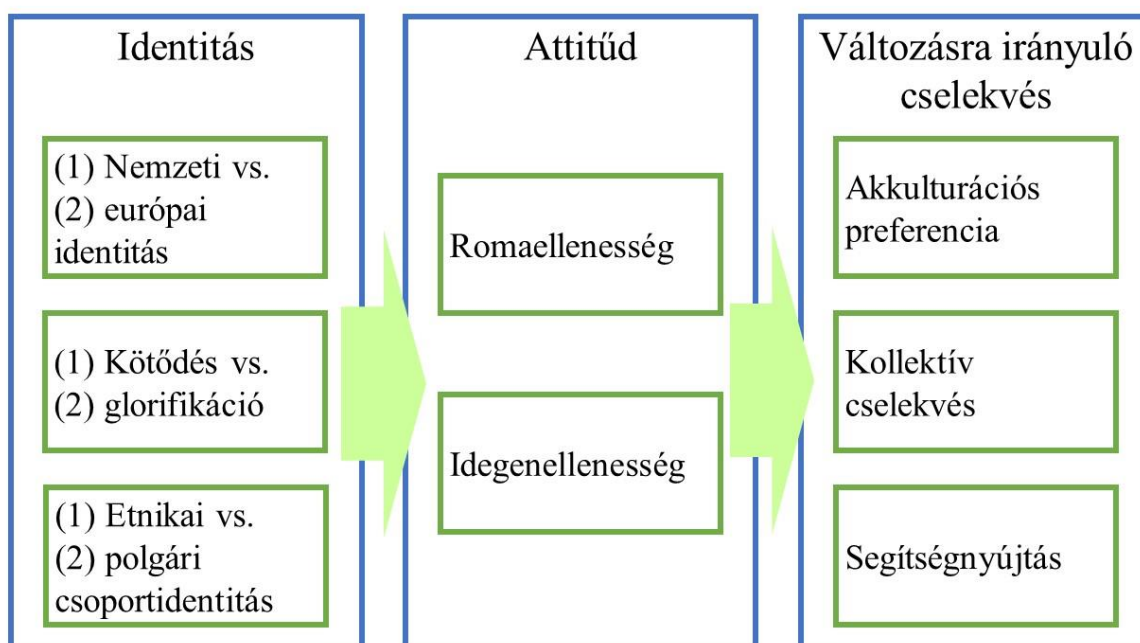 Identitás
(1) Nemzeti vs.
(2) európai
identitás
(1) Kötődés vs.
(2) glorifikáció
(1) Etnikai vs.
(2) polgári
csoportidentitás
Attitűd
Romaellenesség
Idegenellenesség
Változásra irányuló
cselekvés
Akkulturációs
preferencia
Kollektív
cselekvés
Segítségnyújtás